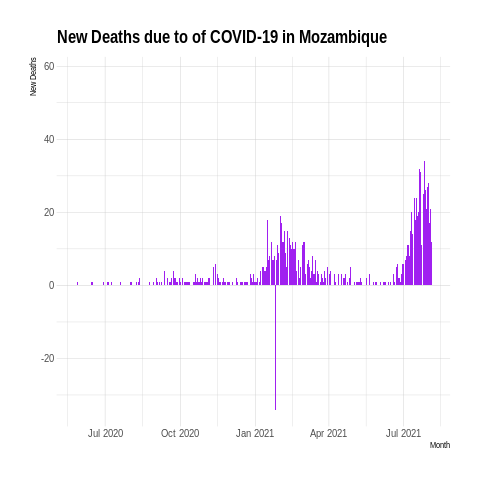 New Deaths due to of COVID-19 in Mozambique
New Deaths
60
40
20
0
-20
Jul 2020 Oct 2020 Jan 2021 Apr 2021 Jul 2021
Month